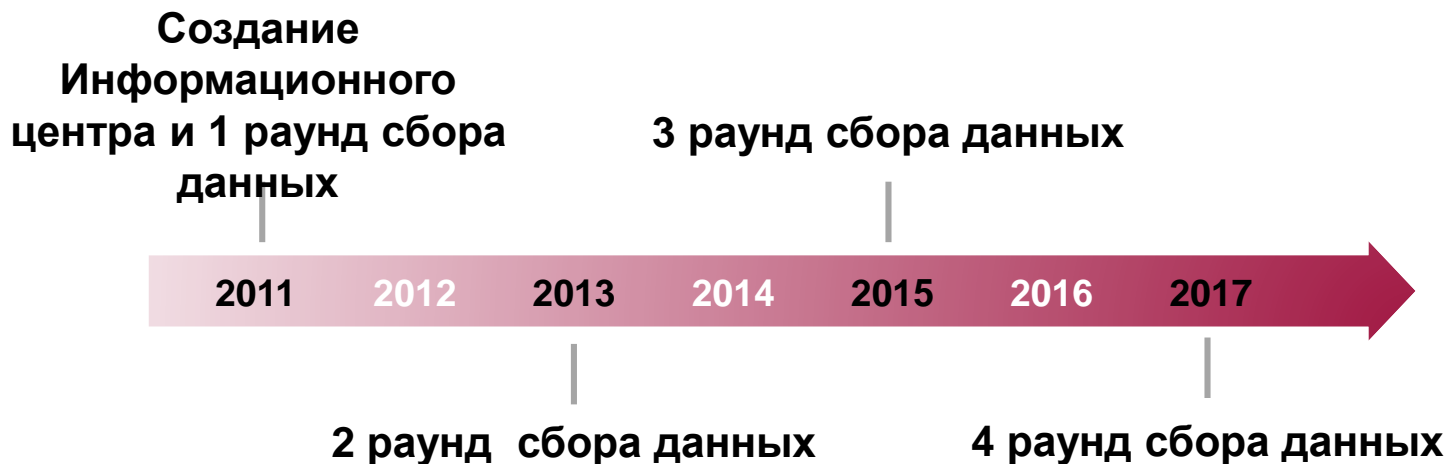 Создание
Информационного
центра и 1 раунд сбора
данных
3 раунд сбора данных
2011 2012 2013 2014 2015 2016 2017
2 раунд сбора данных
4 раунд сбора данных